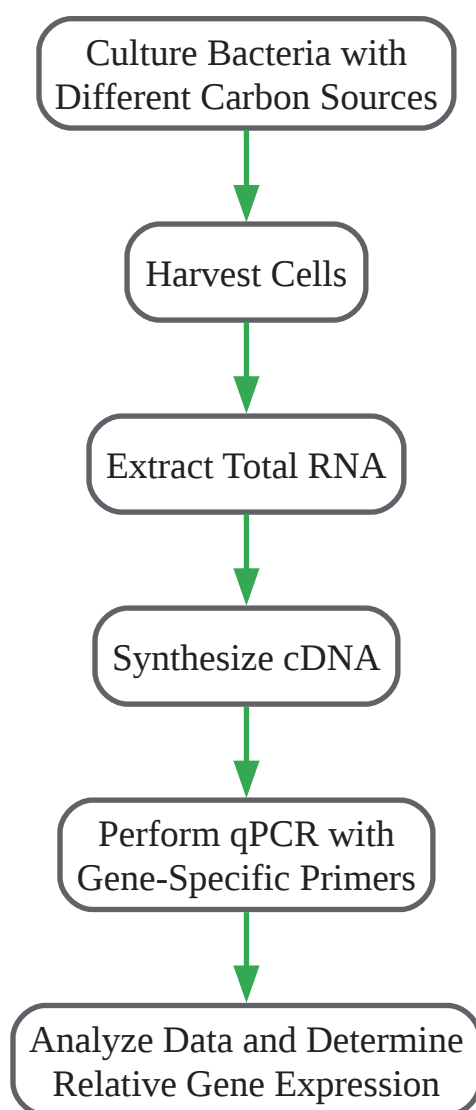 Culture Bacteria with
Different Carbon Sources
Harvest Cells
Extract Total RNA
Synthesize cDNA
Perform qPCR with
Gene-Specific Primers
Analyze Data and Determine
Relative Gene Expression